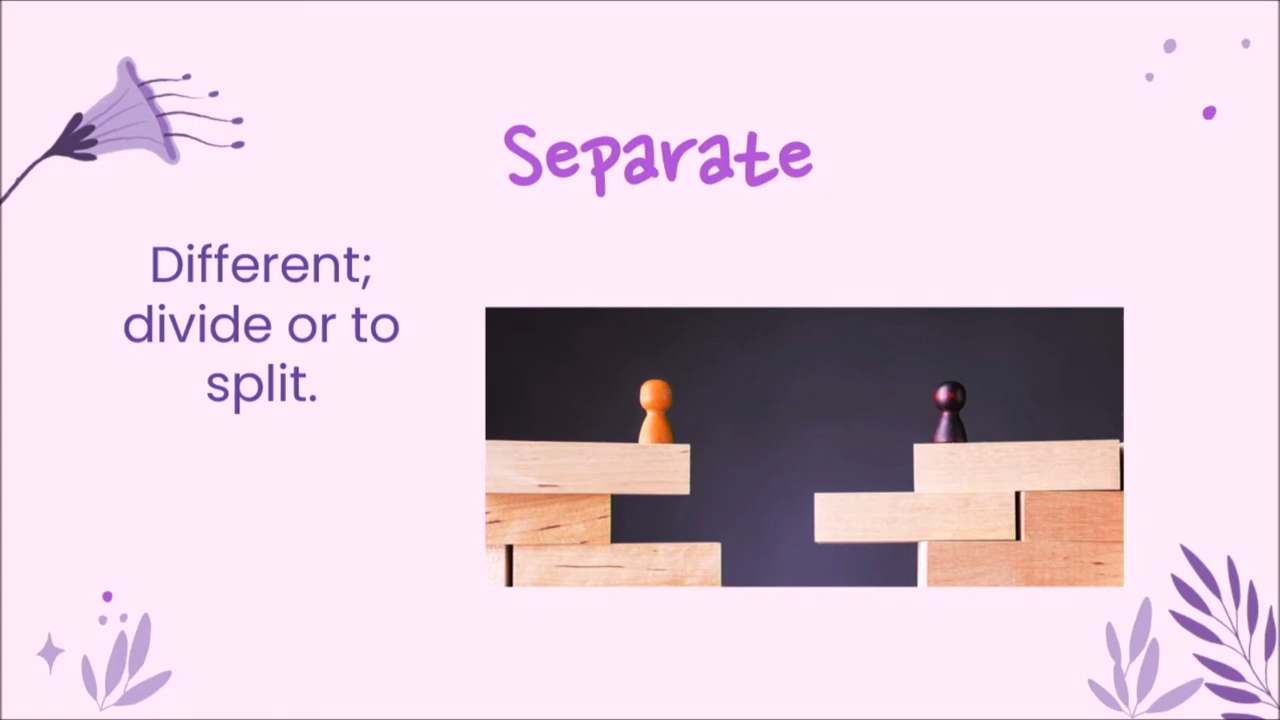 Separate
Different;
divide or to
split.